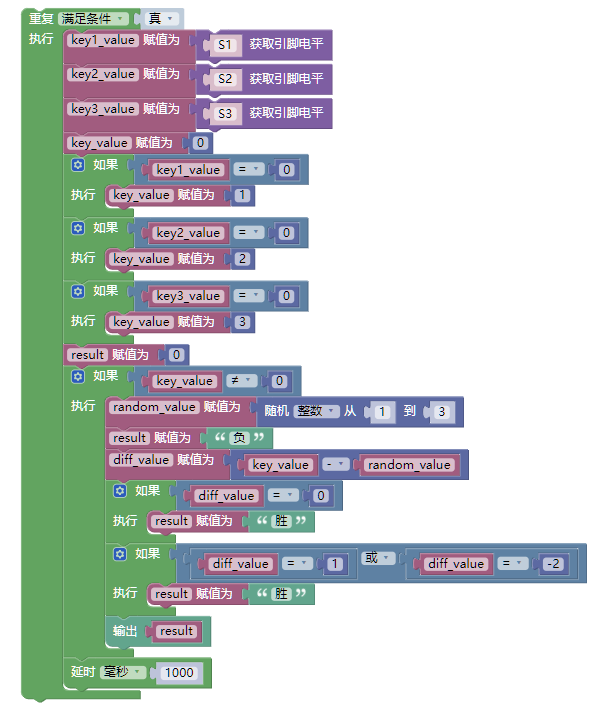 重复 满足条件 真
执行 key1_value 赋值为 S1 获取引脚电平
key2_value 赋值为 S2 获取引脚电平
key3_value 赋值为 S3 获取引脚电平
key_value 赋值为 0
如果 key1_value = 0
执行 key_value 赋值为 1
如果 key2_value = 0
执行 key_value 赋值为 2
如果 key3_value = 0
执行 key_value 赋值为 3
result 赋值为 0
如果 key_value ≠ 0
执行 random_value 赋值为 随机 整数 从 1 到 3
result 赋值为 “ 负 ”
diff_value 赋值为 key_value - random_value
如果 diff_value = 0
执行 result 赋值为 “ 胜 ”
如果 diff_value = 1 或 diff_value = -2
执行 result 赋值为 “ 胜 ”
输出 result
延时 毫秒 1000